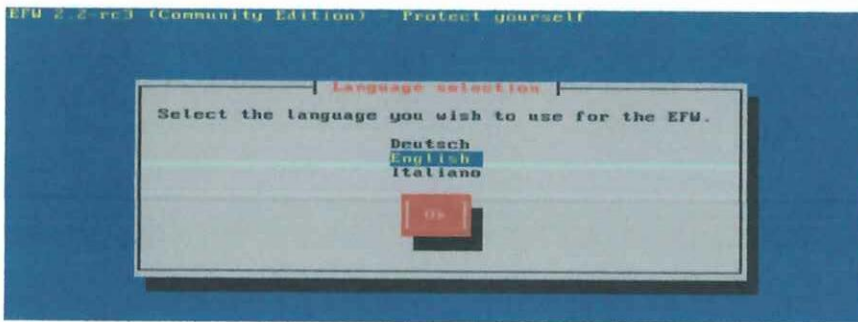 EFW 2.2-rc3 (Community Edition) - Protect yourself
Language selection
Select the language you wish to use for the EFW.
Deutsch
English
Italiano
Ok